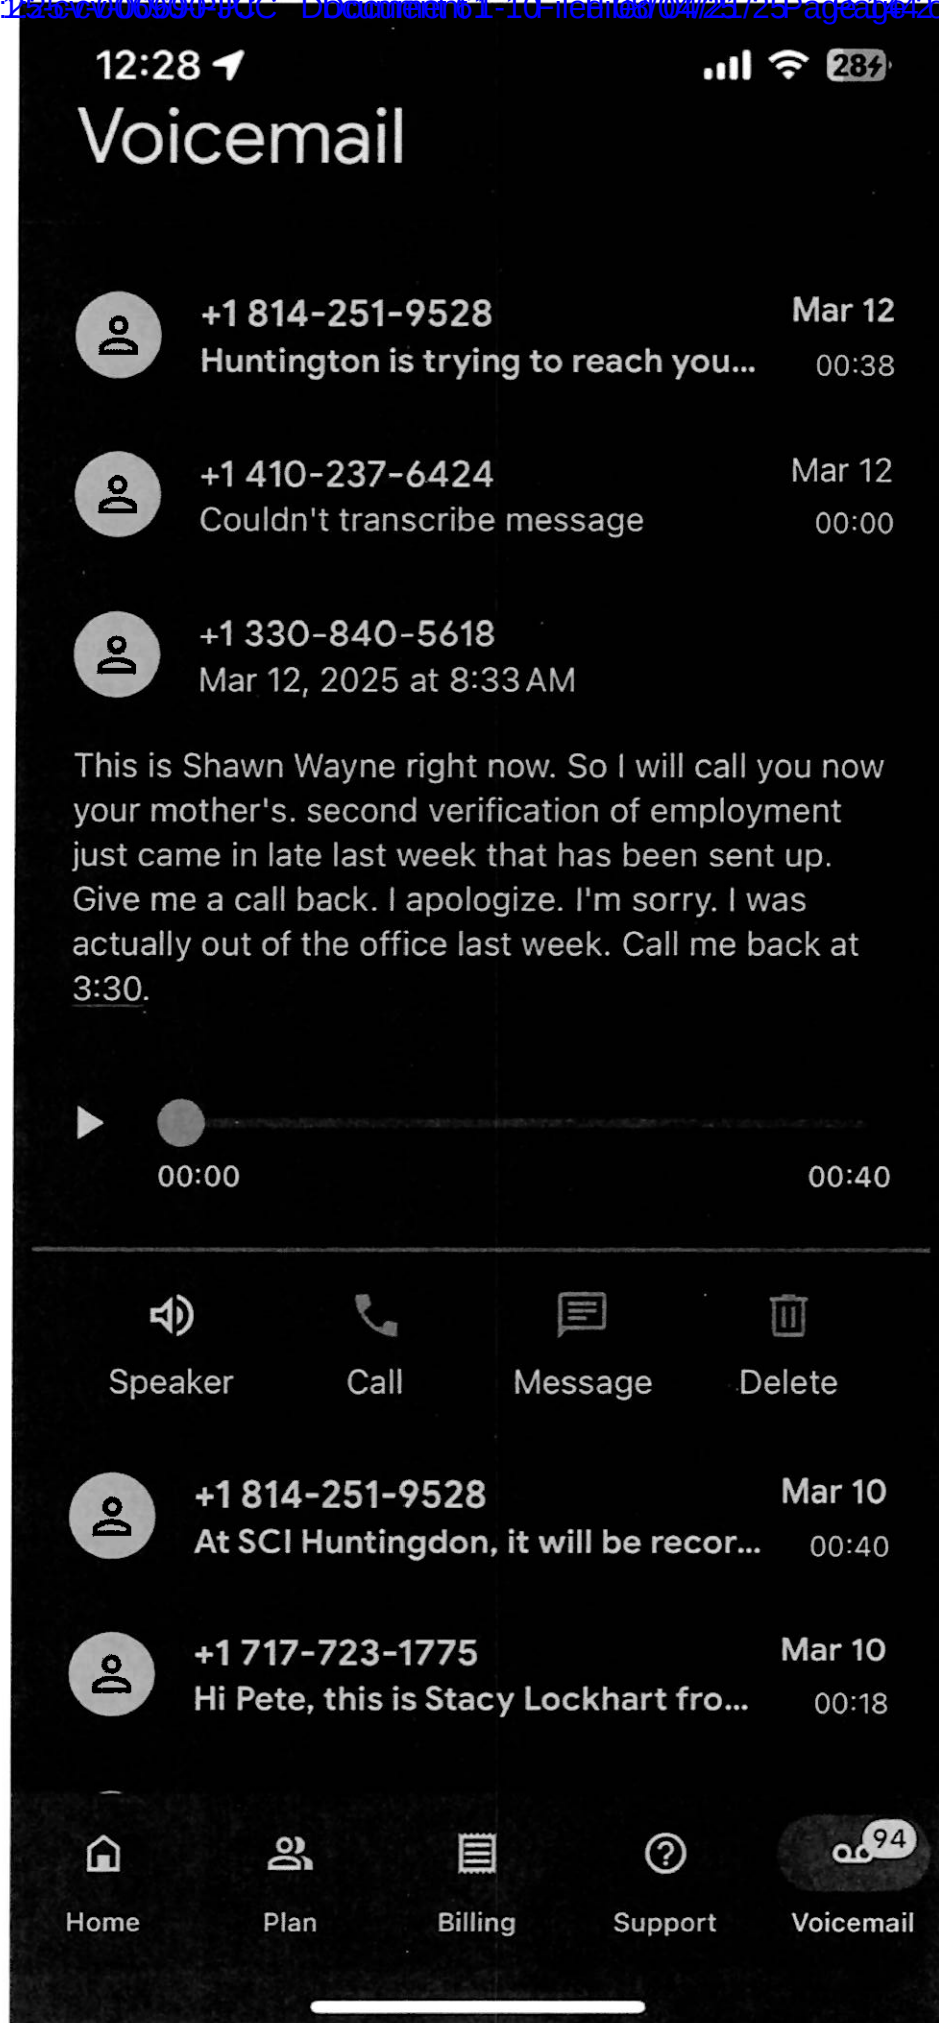 12:28
28
Voicemail
+1 814-251-9528
Mar 12
Huntington is trying to reach you...
00:38
+1 410-237-6424
Mar 12
Couldn't transcribe message
00:00
+1 330-840-5618
Mar 12, 2025 at 8:33 AM
This is Shawn Wayne right now. So I will call you now
your mother's. second verification of employment
just came in late last week that has been sent up.
Give me a call back. I apologize. I'm sorry. I was
actually out of the office last week. Call me back at
3:30.
00:00
00:40
Speaker
Call
Message
Delete
+1 814-251-9528
Mar 10
At SCI Huntingdon, it will be recor...
00:40
+1 717-723-1775
Mar 10
Hi Pete, this is Stacy Lockhart fro...
00:18
94
Home
Plan
Billing
Support
Voicemail